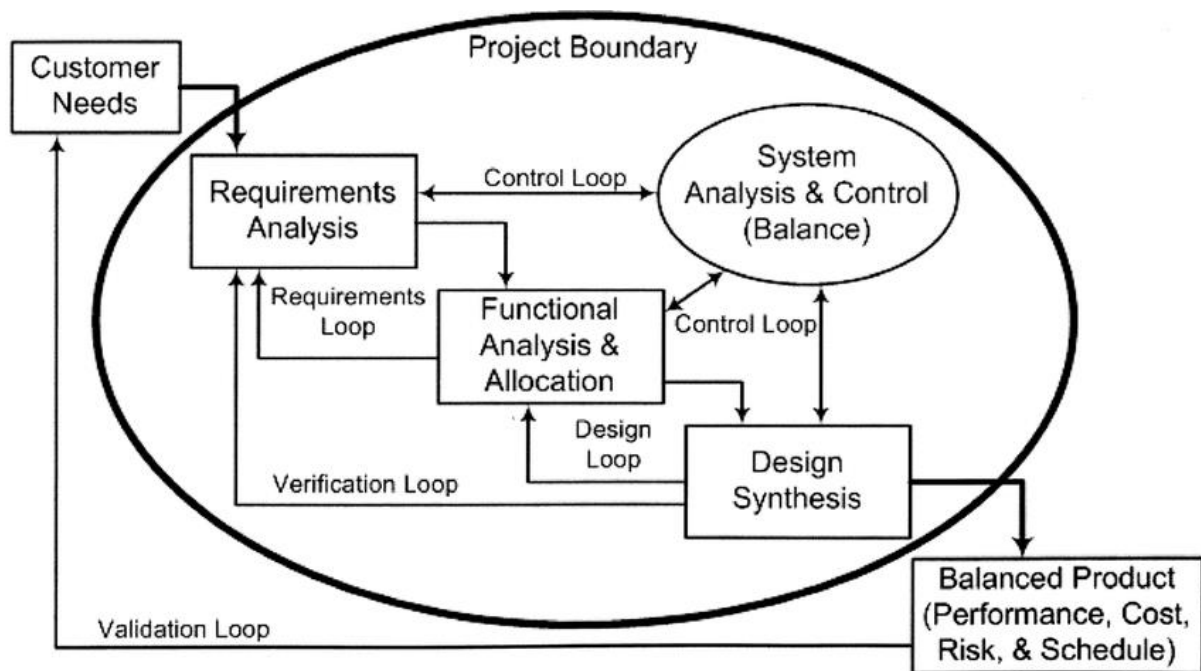 Project Boundary
Customer
Needs
System
Analysis & Control
(Balance)
Control Loop
Requirements
Analysis
Requirements
Loop
Functional
Analysis &
Allocation
Control Loop
Design
Loop
Design
Synthesis
Verification Loop
Balanced Product
(Performance, Cost,
Risk, & Schedule)
Validation Loop